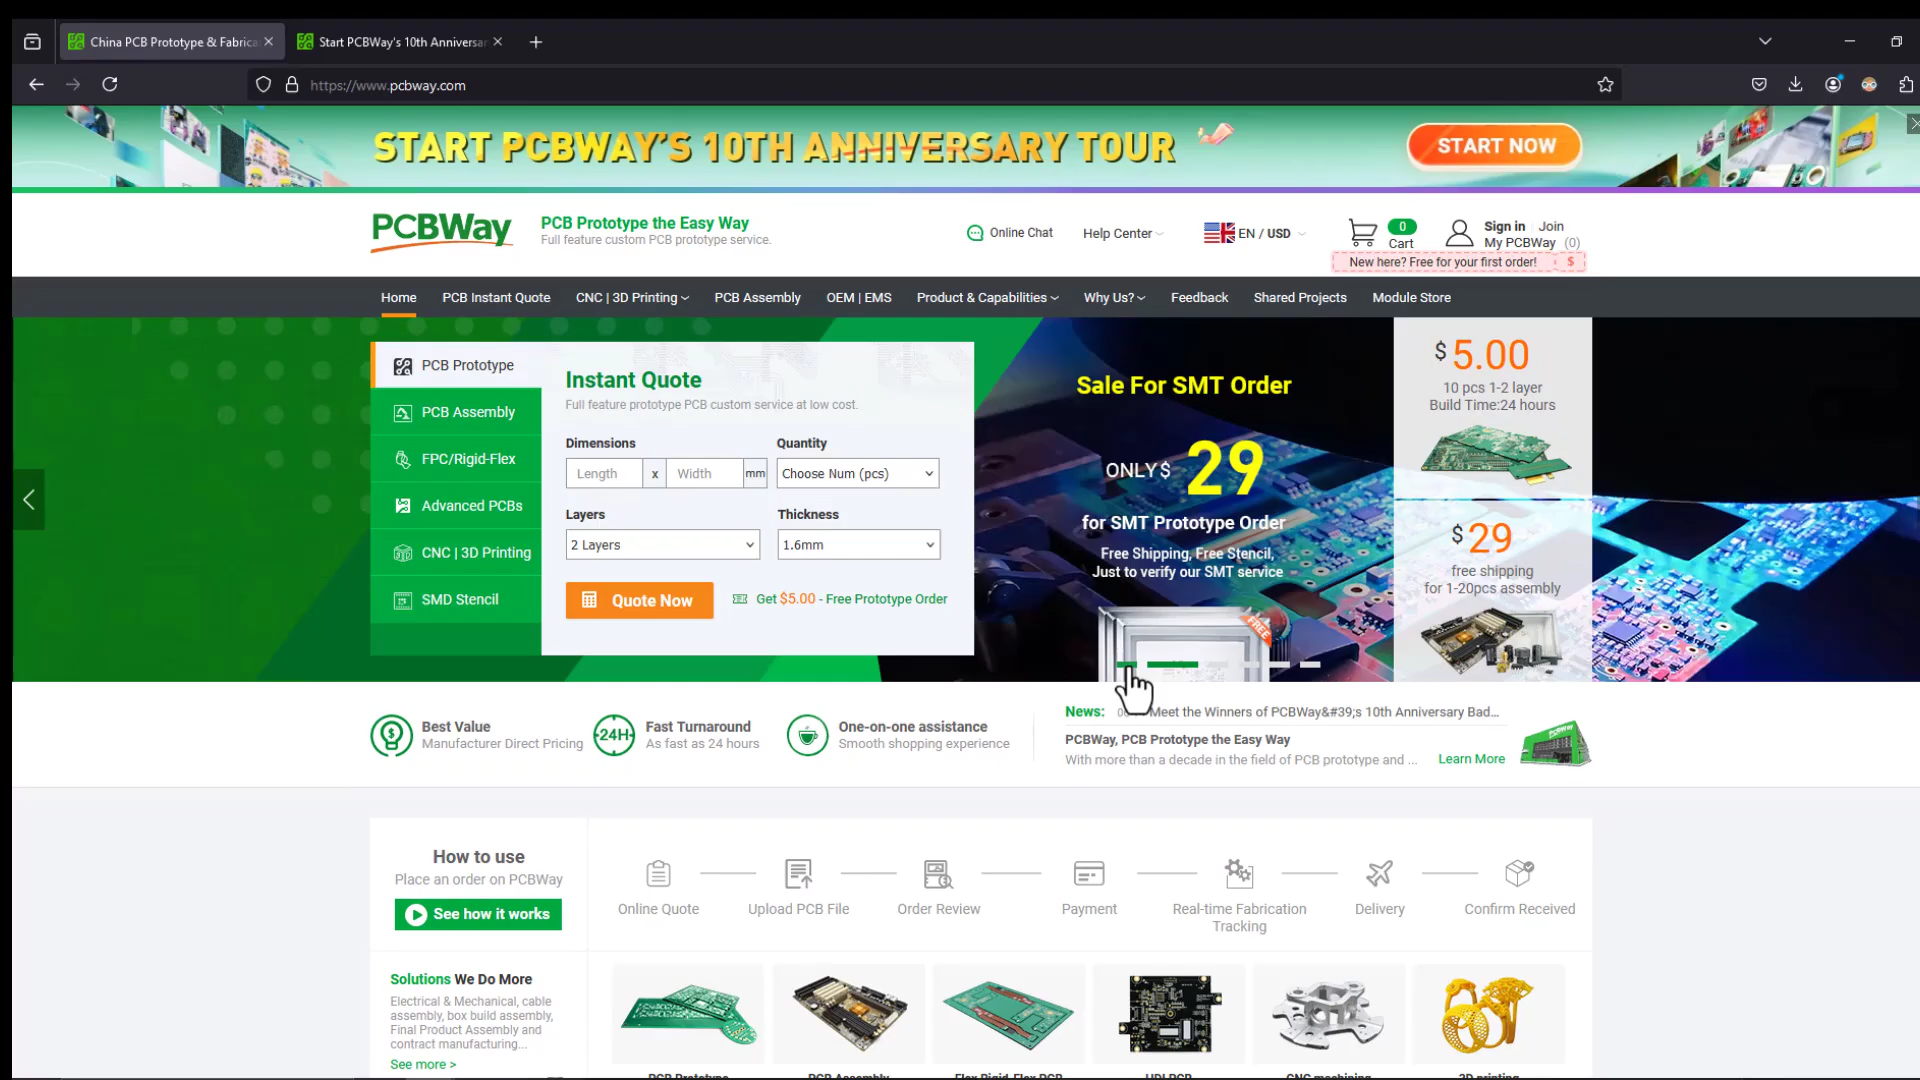 China PCB Prototype & Fabrica
Start PCBWay's 10th Anniversar
https://www.pcbway.com
START PCBWAY'S 10TH ANNIVERSARY TOUR
START NOW
PCBWay
PCB Prototype the Easy Way
Full feature custom PCB prototype service.
Online Chat
Help Center
EN / USD
0
Cart
Sign in
Join
My PCBWay (0)
New here? Free for your first order! $
Home
PCB Instant Quote
CNC | 3D Printing
PCB Assembly
OEM | EMS
Product & Capabilities
Why Us?
Feedback
Shared Projects
Module Store
PCB Prototype
PCB Assembly
FPC/Rigid-Flex
Advanced PCBs
CNC | 3D Printing
SMD Stencil
Instant Quote
Full feature prototype PCB custom service at low cost.
Dimensions
Quantity
Length x Width mm
Choose Num (pcs)
Layers
Thickness
2 Layers
1.6mm
Quote Now
Get $5.00 - Free Prototype Order
Sale For SMT Order
ONLY $ 29
for SMT Prototype Order
Free Shipping, Free Stencil,
Just to verify our SMT service
FREE
$ 5.00
10 pcs 1-2 layer
Build Time:24 hours
$ 29
free shipping
for 1-20pcs assembly
Best Value
Manufacturer Direct Pricing
24H
Fast Turnaround
As fast as 24 hours
One-on-one assistance
Smooth shopping experience
News:
Meet the Winners of PCBWay&#39;s 10th Anniversary Bad...
PCBWay, PCB Prototype the Easy Way
With more than a decade in the field of PCB prototype and ...
Learn More
How to use
Place an order on PCBWay
See how it works
Online Quote
Upload PCB File
Order Review
Payment
Real-time Fabrication
Tracking
Delivery
Confirm Received
Solutions We Do More
Electrical & Mechanical, cable
assembly, box build assembly,
Final Product Assembly and
contract manufacturing...
See more >
PCB Prototype
PCB Assembly
Flex Rigid-Flex PCB
HDI PCB
CNC machining
3D printing